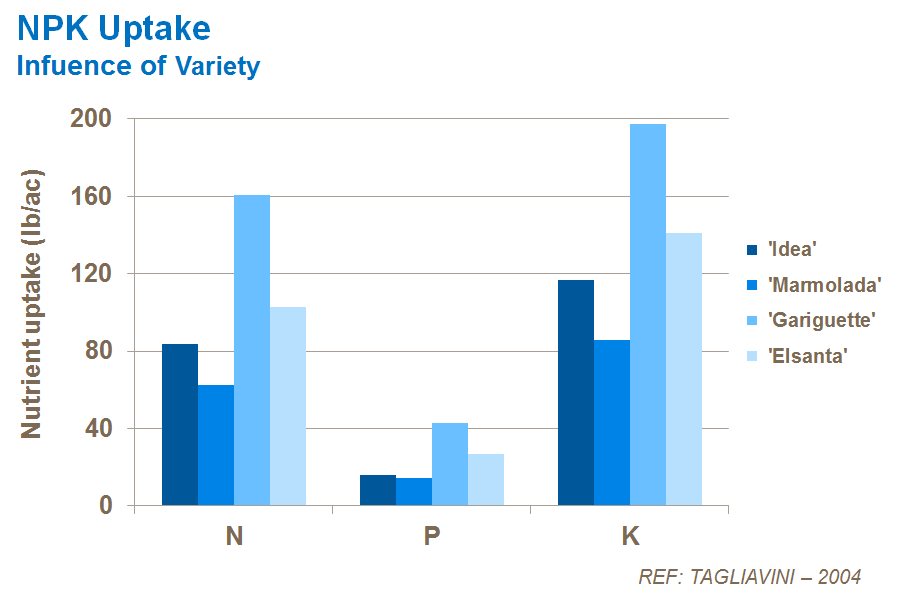 NPK Uptake
Infuence of Variety
Nutrient uptake (lb/ac)
200
160
120
80
40
0
N
P
K
'Idea'
'Marmolada'
'Gariguette'
'Elsanta'
REF: TAGLIAVINI – 2004